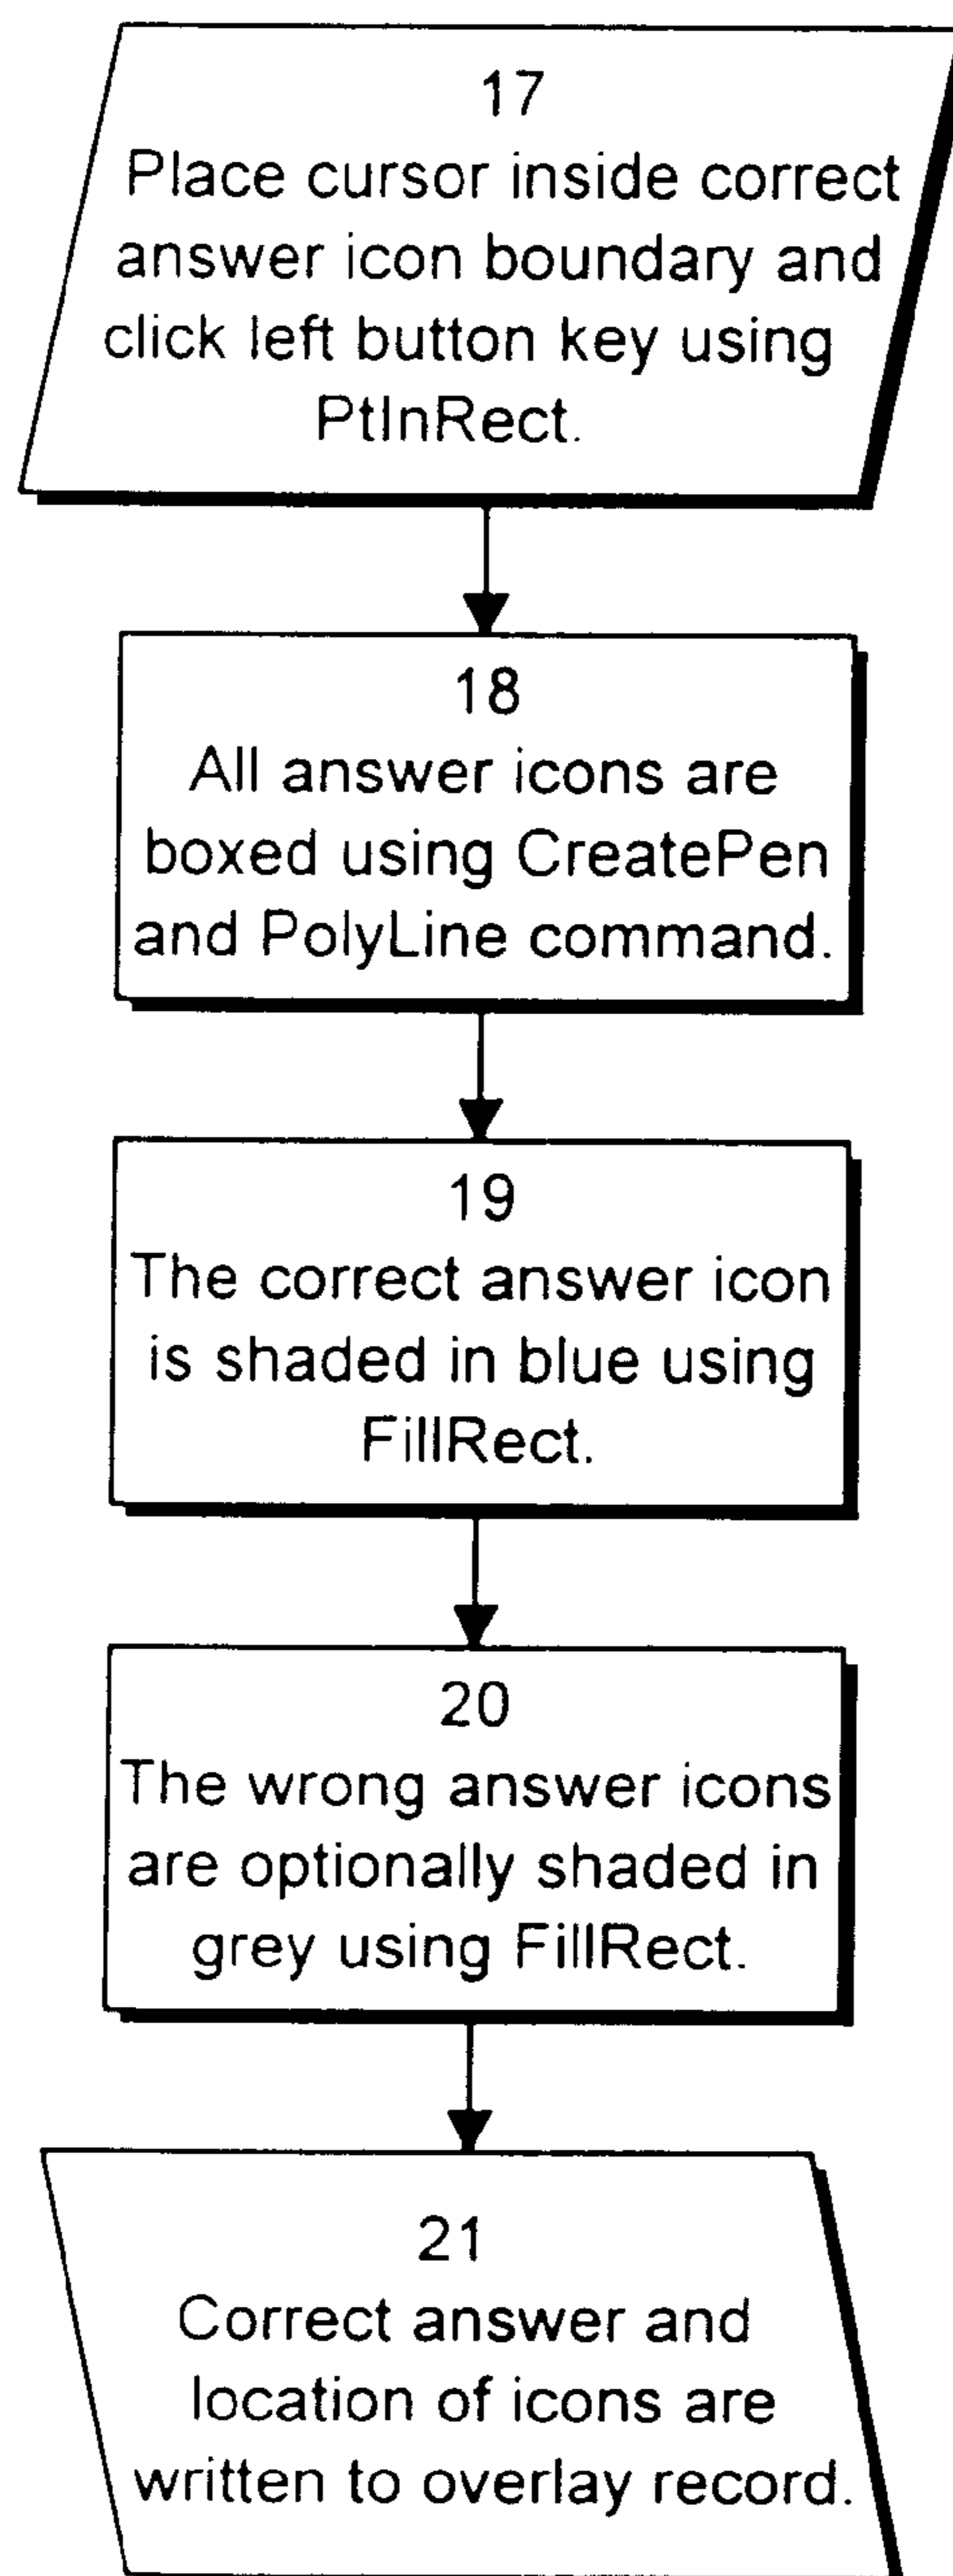 17
Place cursor inside correct
answer icon boundary and
click left button key using
PtInRect.
18
All answer icons are
boxed using CreatePen
and PolyLine command.
19
The correct answer icon
is shaded in blue using
FillRect.
20
The wrong answer icons
are optionally shaded in
grey using FillRect.
21
Correct answer and
location of icons are
written to overlay record.